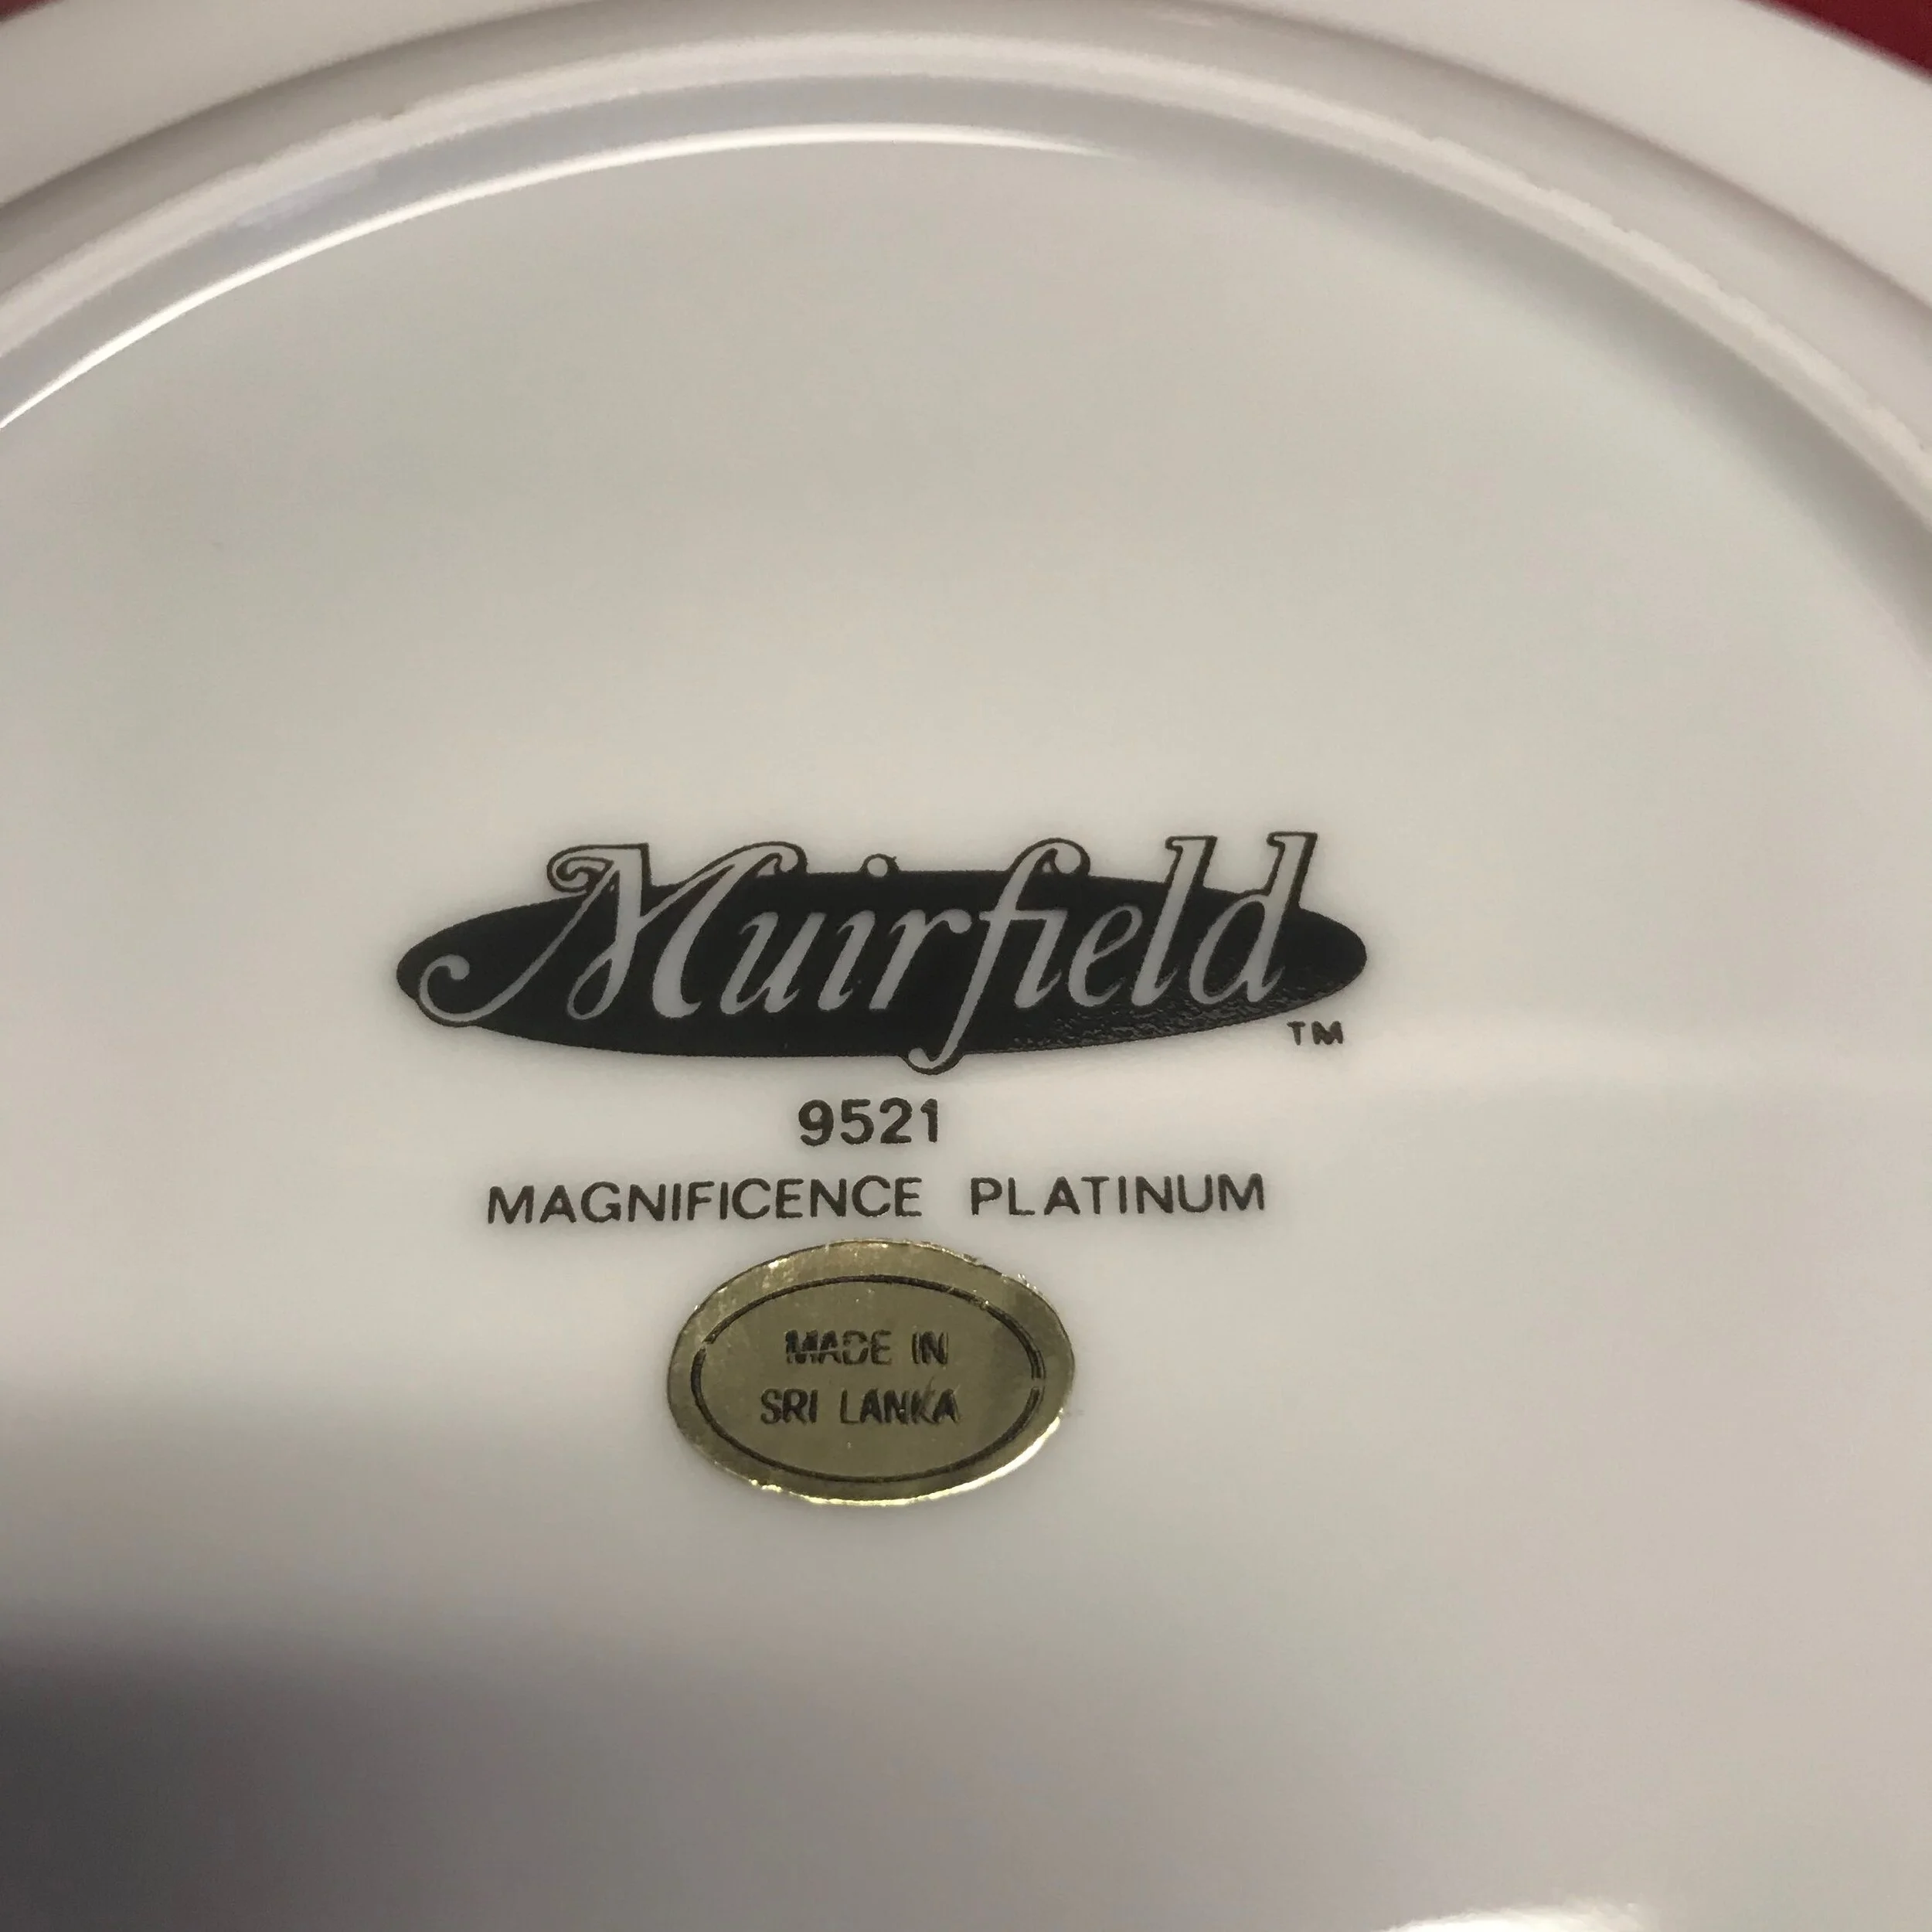 Muirfield
TM
9521
MAGNIFICENCE PLATINUM
MADE IN
SRI LANKA